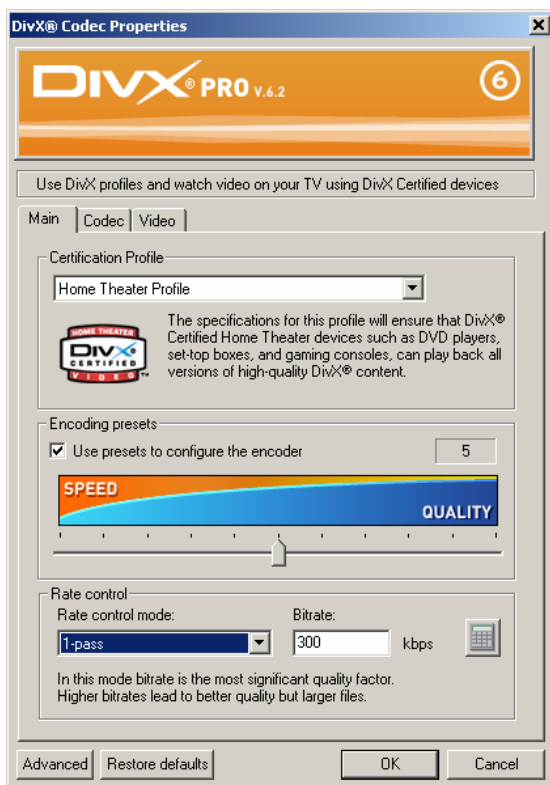 DivX® Codec Properties
DIVX® PRO V.6.2
6
Use DivX profiles and watch video on your TV using DivX Certified devices
Main Codec Video
Certification Profile
Home Theater Profile
HOME THEATER
DIVX
CERTIFIED
VIDEO™
The specifications for this profile will ensure that DivX®
Certified Home Theater devices such as DVD players,
set-top boxes, and gaming consoles, can play back all
versions of high-quality DivX® content.
Encoding presets
Use presets to configure the encoder 5
SPEED
QUALITY
Rate control
Rate control mode: Bitrate:
1-pass 300 kbps
In this mode bitrate is the most significant quality factor.
Higher bitrates lead to better quality but larger files.
Advanced Restore defaults OK Cancel